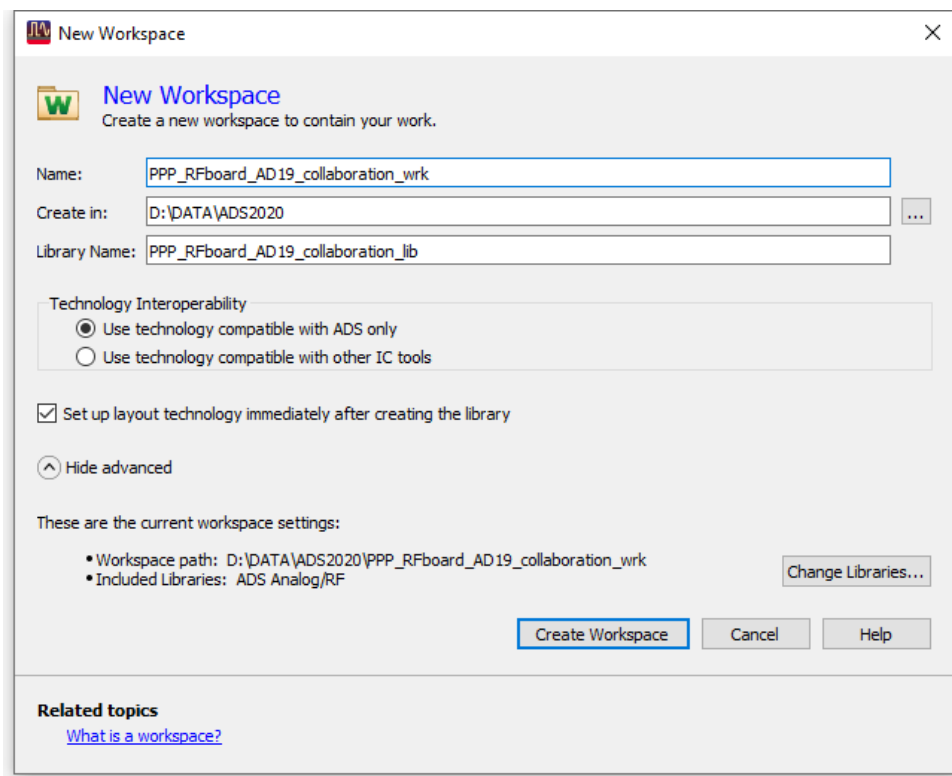 New Workspace
W
New Workspace
Create a new workspace to contain your work.
Name: PPP_RFboard_AD19_collaboration_wrk
Create in: D:\DATA\ADS2020 ...
Library Name: PPP_RFboard_AD19_collaboration_lib
Technology Interoperability
Use technology compatible with ADS only
Use technology compatible with other IC tools
Set up layout technology immediately after creating the library
Hide advanced
These are the current workspace settings:
• Workspace path: D:\DATA\ADS2020\PPP_RFboard_AD19_collaboration_wrk
• Included Libraries: ADS Analog/RF
Change Libraries...
Create Workspace Cancel Help
Related topics
What is a workspace?